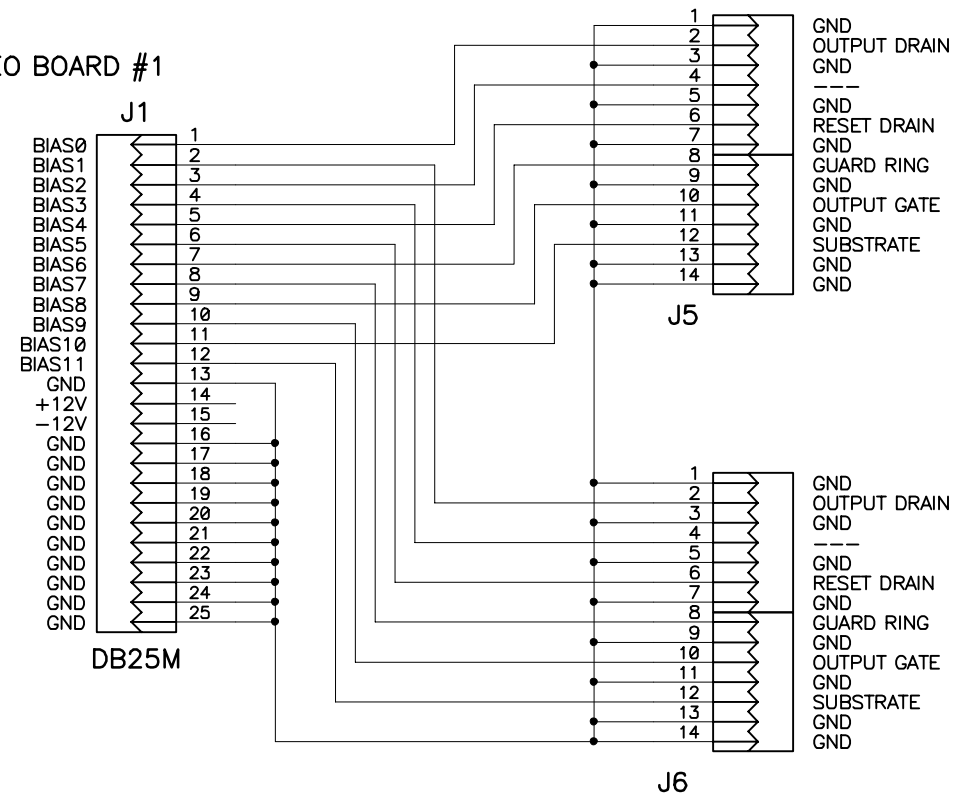 EO BOARD #1
J1
BIAS0 1
BIAS1 2
BIAS2 3
BIAS3 4
BIAS4 5
BIAS5 6
BIAS6 7
BIAS7 8
BIAS8 9
BIAS9 10
BIAS10 11
BIAS11 12
GND 13
+12V 14
-12V 15
GND 16
GND 17
GND 18
GND 19
GND 20
GND 21
GND 22
GND 23
GND 24
GND 25
DB25M
1 GND
2 OUTPUT DRAIN
3 GND
4 ---
5 GND
6 RESET DRAIN
7 GND
8 GUARD RING
9 GND
10 OUTPUT GATE
11 GND
12 SUBSTRATE
13 GND
14 GND
J5
1 GND
2 OUTPUT DRAIN
3 GND
4 ---
5 GND
6 RESET DRAIN
7 GND
8 GUARD RING
9 GND
10 OUTPUT GATE
11 GND
12 SUBSTRATE
13 GND
14 GND
J6